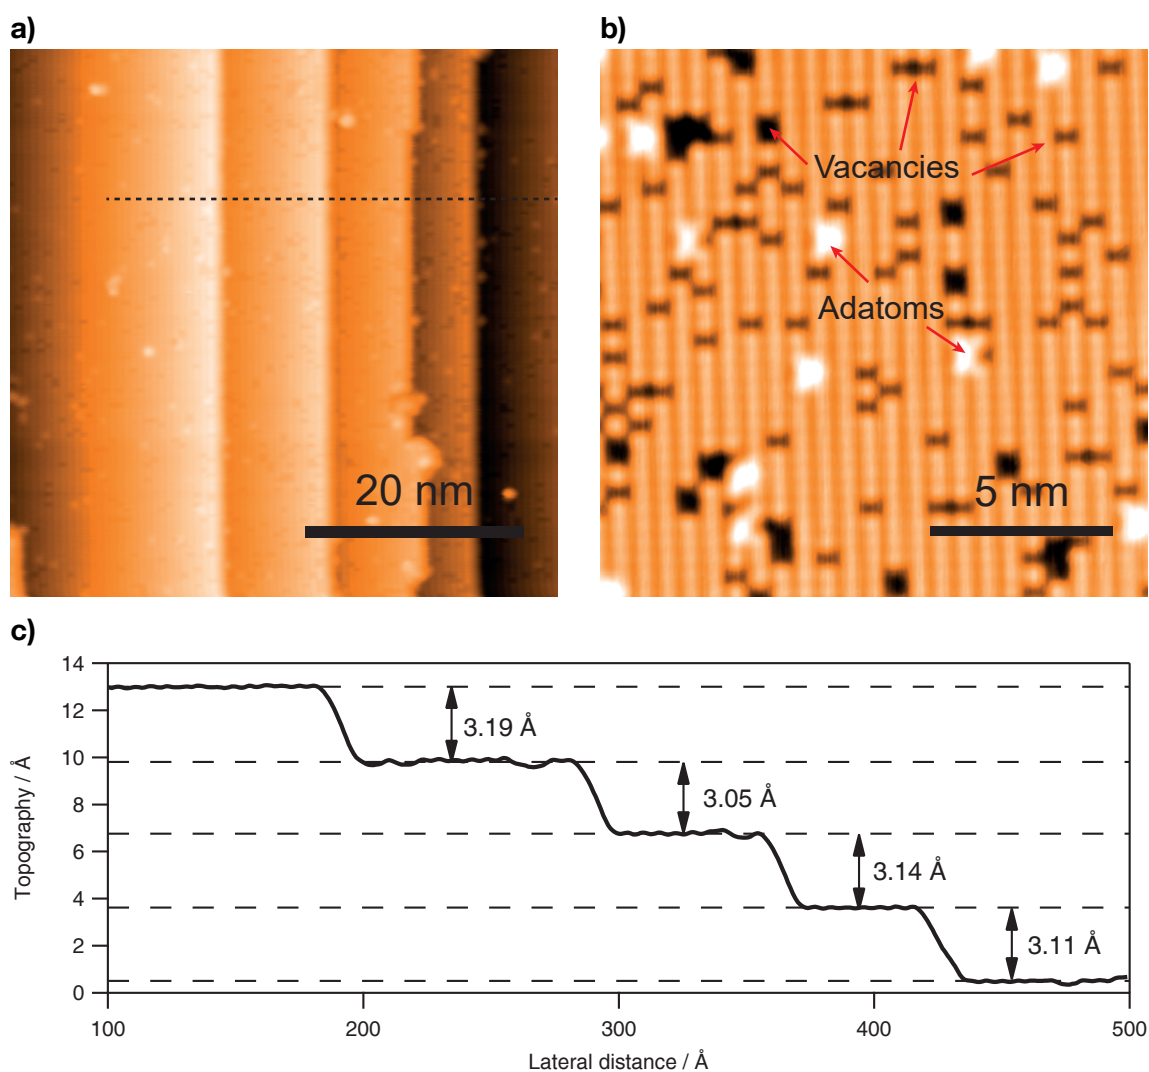 a)
20 nm
b)
Vacancies
Adatoms
5 nm
c)
14
12
10
8
6
4
2
0
Topography / Å
3.19 Å
3.05 Å
3.14 Å
3.11 Å
100
200
300
400
500
Lateral distance / Å